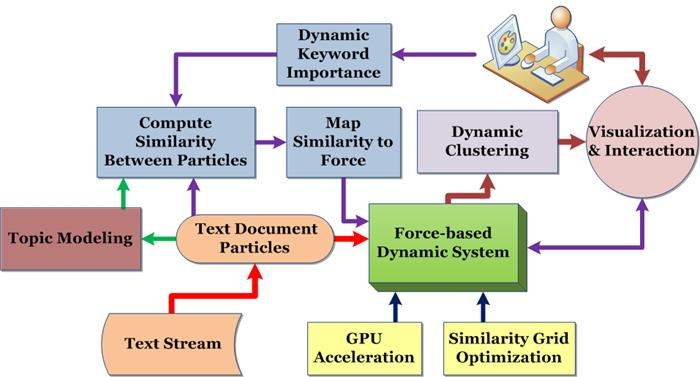 Dynamic
Keyword
Importance
Compute
Similarity
Between Particles
Map
Similarity to
Force
Dynamic
Clustering
Visualization
& Interaction
Topic Modeling
Text Document
Particles
Force-based
Dynamic System
Text Stream
GPU
Acceleration
Similarity Grid
Optimization